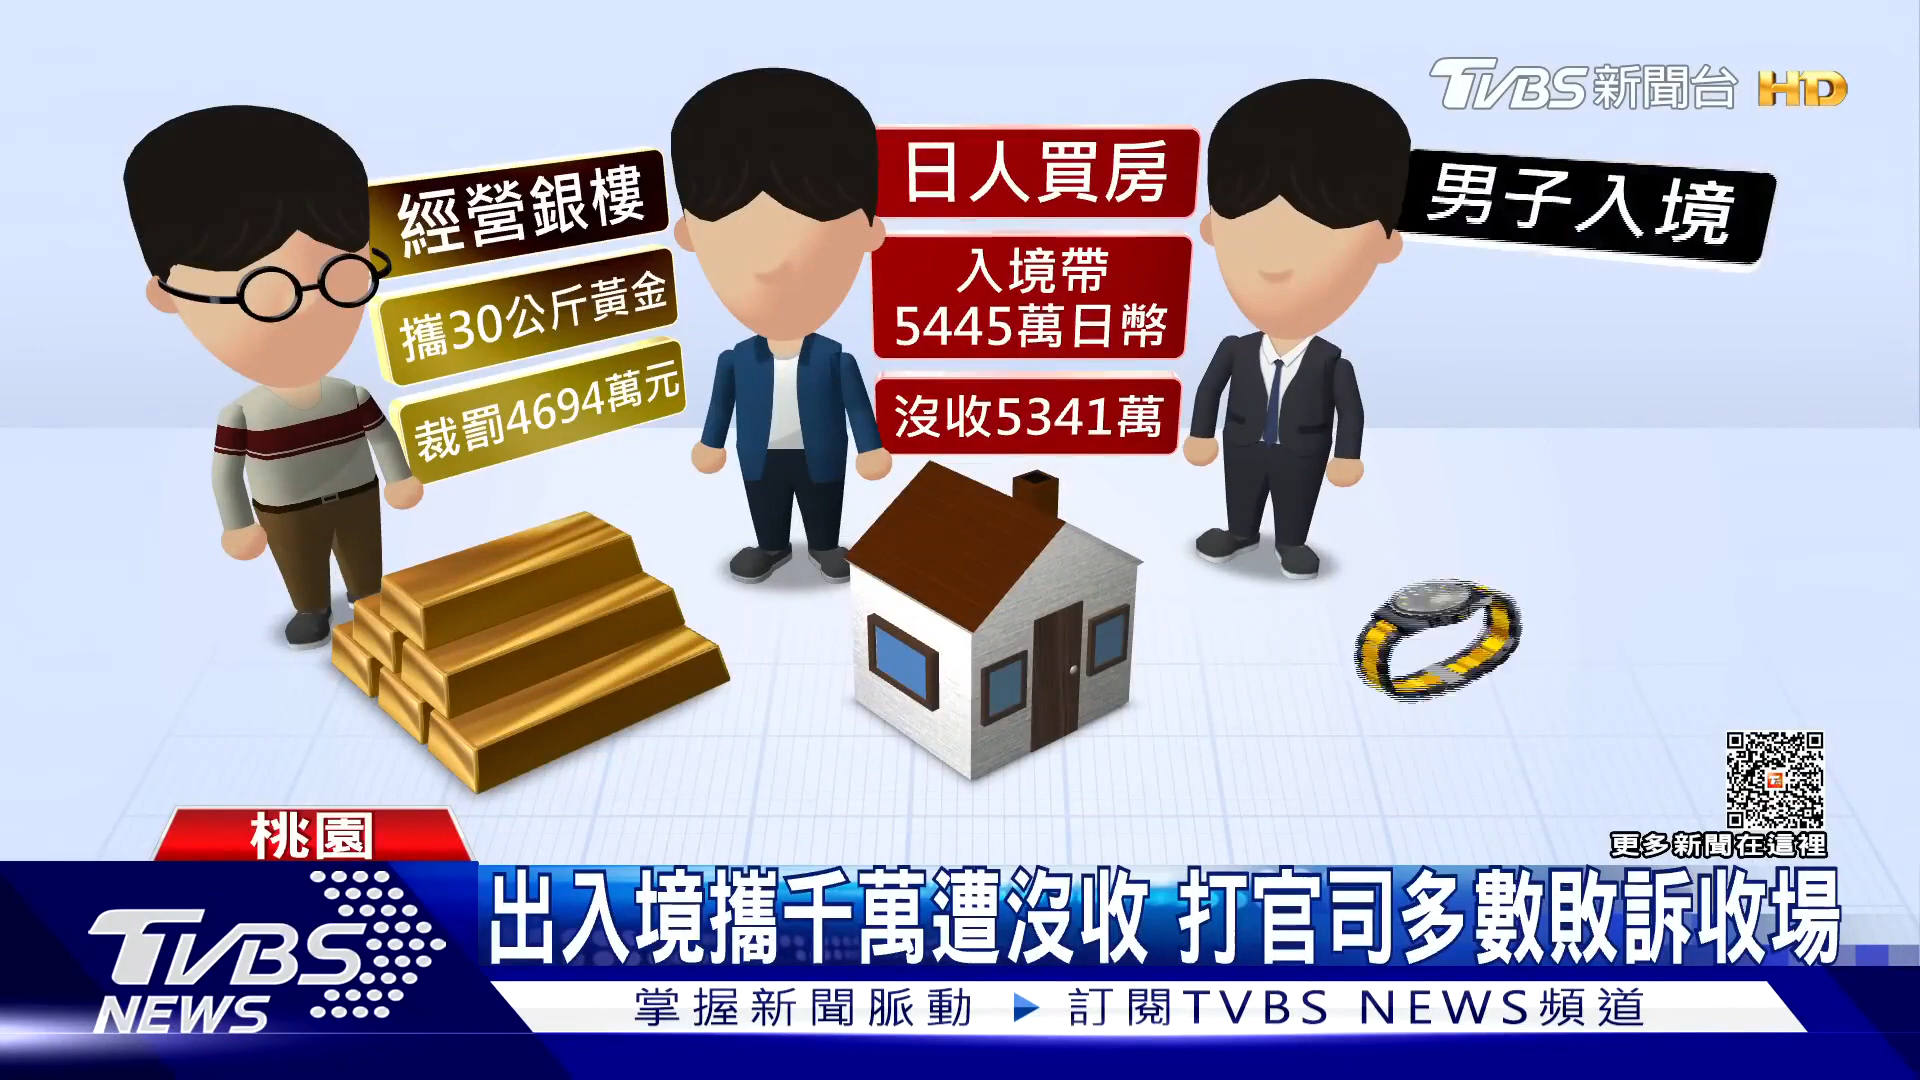 TVBS新聞台 HD
經營銀樓
攜30公斤黃金
裁罰4694萬元
日人買房
入境帶
5445萬日幣
沒收5341萬
男子入境
更多新聞在這裡
桃園
出入境攜千萬遭沒收 打官司多數敗訴收場
TVBS
NEWS
掌握新聞脈動 ▶ 訂閱TVBS NEWS頻道